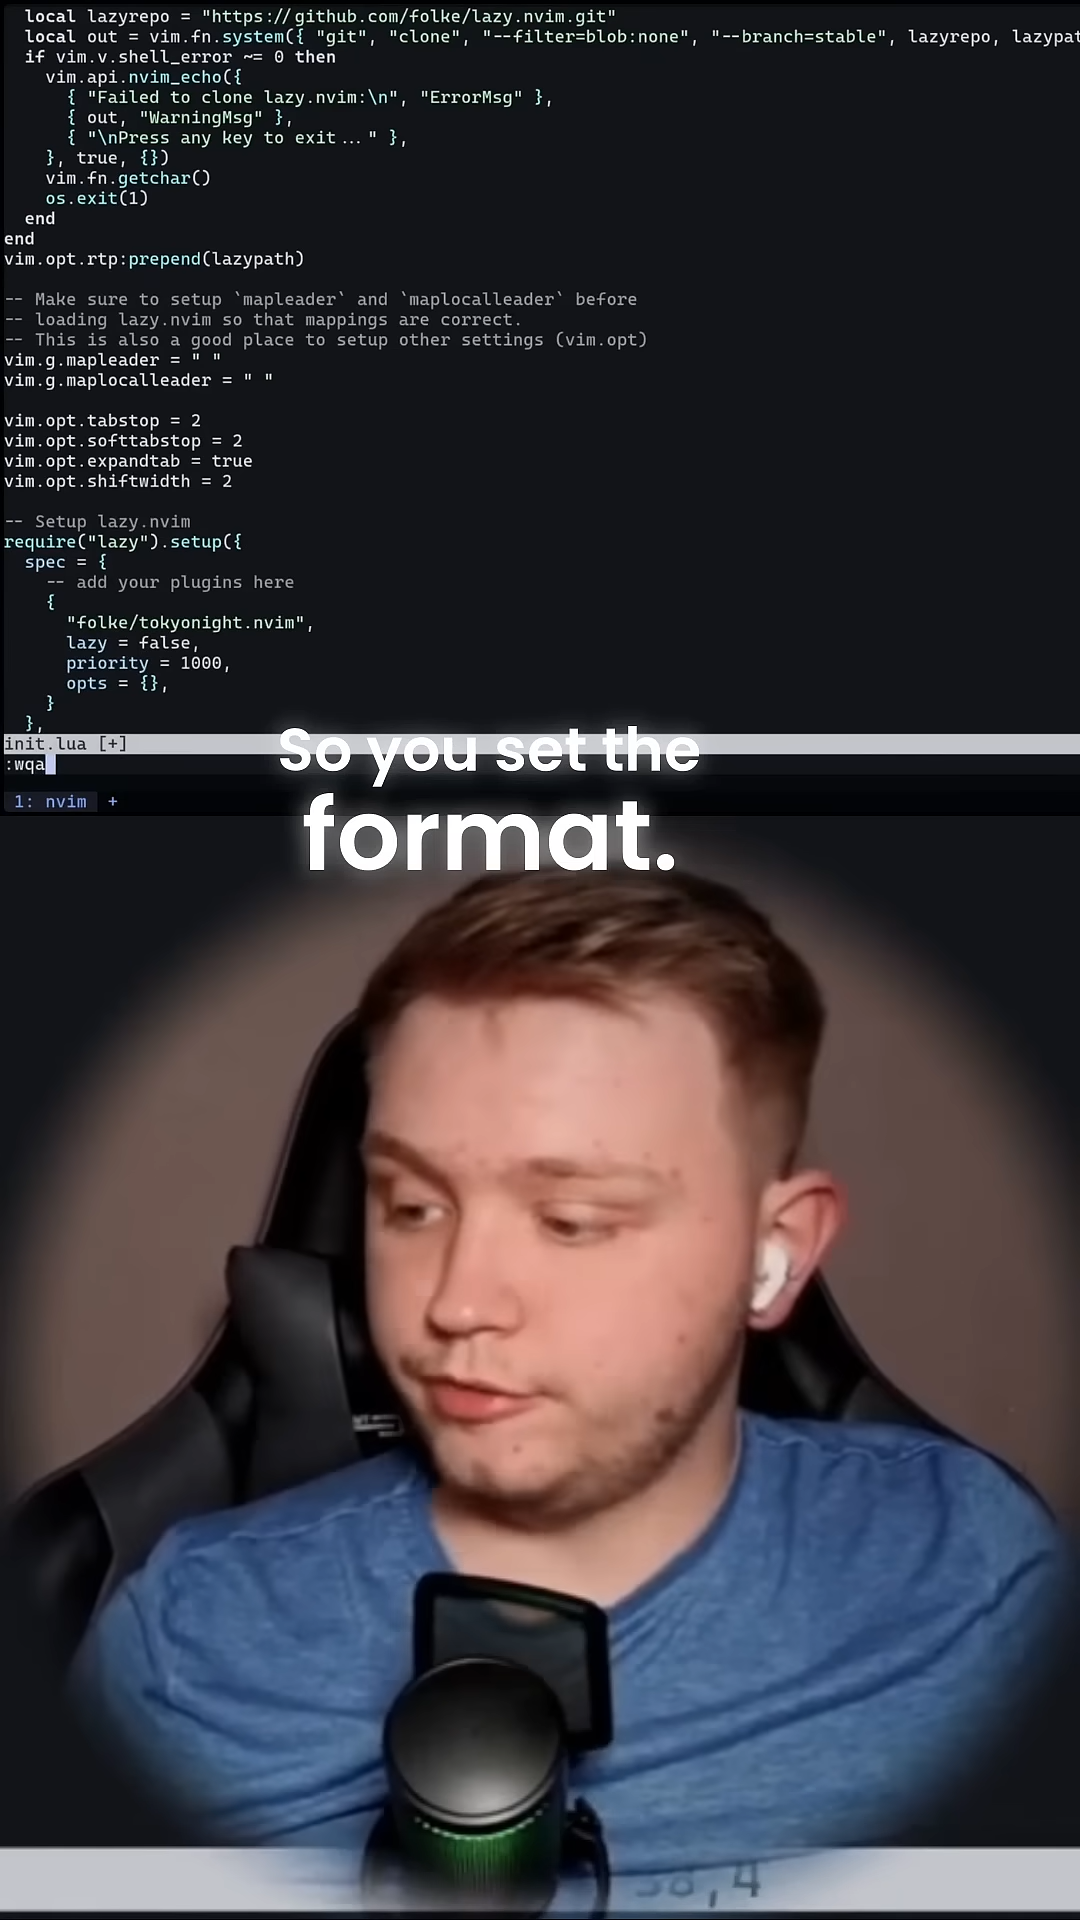 local lazyrepo = "https://github.com/folke/lazy.nvim.git"
  local out = vim.fn.system({ "git", "clone", "--filter=blob:none", "--branch=stable", lazyrepo, lazypat
  if vim.v.shell_error ~= 0 then
    vim.api.nvim_echo({
      { "Failed to clone lazy.nvim:\n", "ErrorMsg" },
      { out, "WarningMsg" },
      { "\nPress any key to exit..." },
    }, true, {})
    vim.fn.getchar()
    os.exit(1)
  end
end
vim.opt.rtp:prepend(lazypath)
-- Make sure to setup `mapleader` and `maplocalleader` before
-- loading lazy.nvim so that mappings are correct.
-- This is also a good place to setup other settings (vim.opt)
vim.g.mapleader = " "
vim.g.maplocalleader = " "
vim.opt.tabstop = 2
vim.opt.softtabstop = 2
vim.opt.expandtab = true
vim.opt.shiftwidth = 2
-- Setup lazy.nvim
require("lazy").setup({
  spec = {
    -- add your plugins here
    {
      "folke/tokyonight.nvim",
      lazy = false,
      priority = 1000,
      opts = {},
    }
  },
init.lua [+]
:wqa
1: nvim +
So you set the
format.
38,4